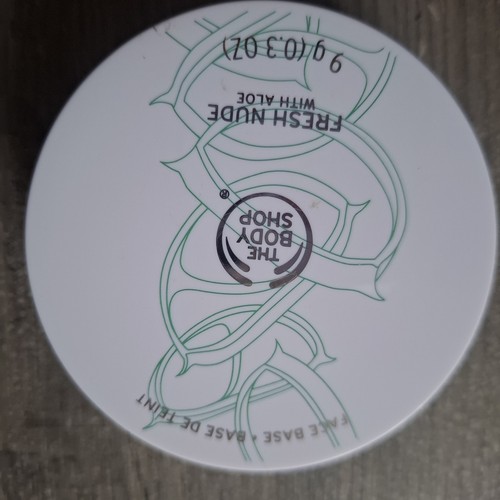 FACE BASE • BASE DE TEINT
THE
BODY
SHOP
®
FRESH NUDE
WITH ALOE
9 g (0.3 OZ)